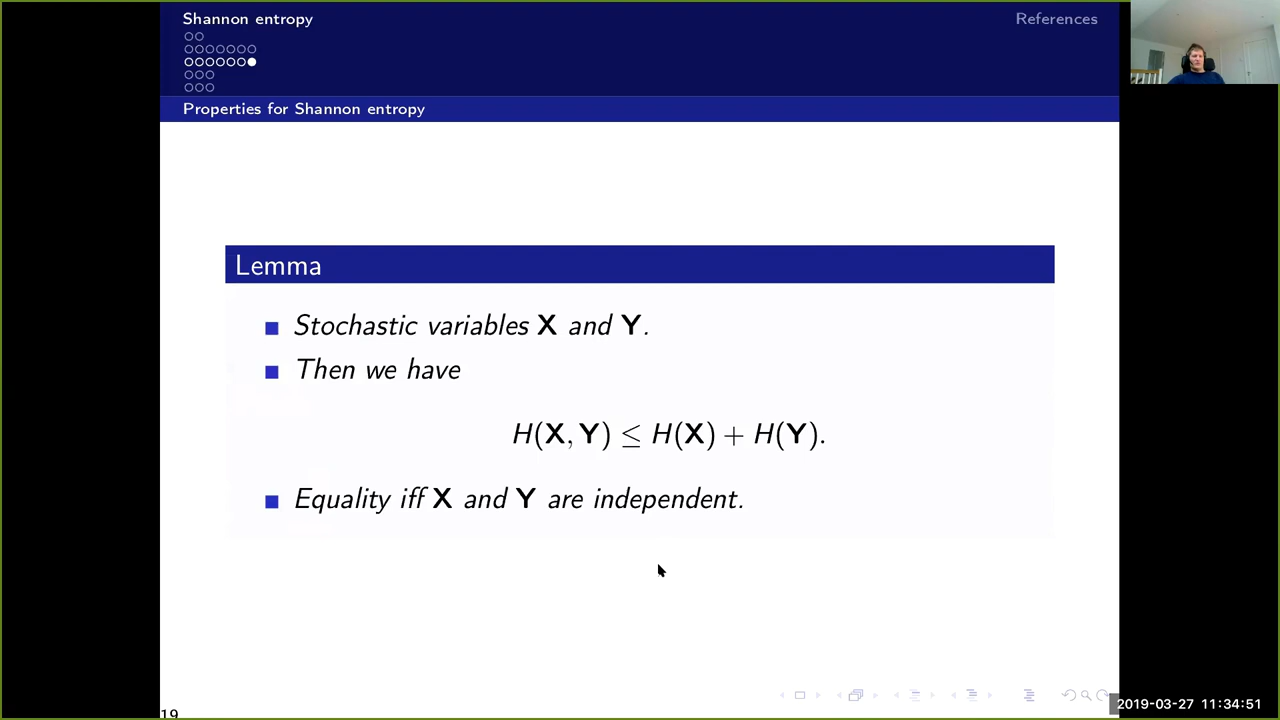 Shannon entropy
References
Properties for Shannon entropy
Lemma
Stochastic variables X and Y.
Then we have
H(X, Y) ≤ H(X) + H(Y).
Equality iff X and Y are independent.
19
2019-03-27 11:34:51